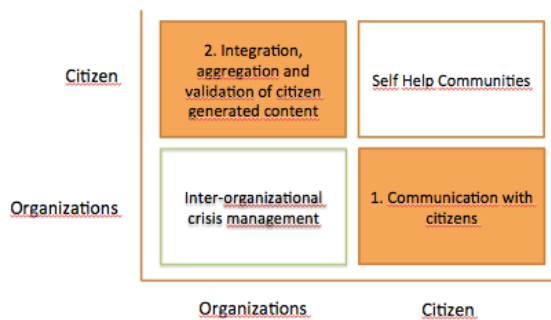 2. Integration,
aggregation and
validation of citizen
generated content
Citizen
Self Help Communities
Organizations
Inter-organizational
crisis management
1. Communication with
citizens
Organizations
Citizen